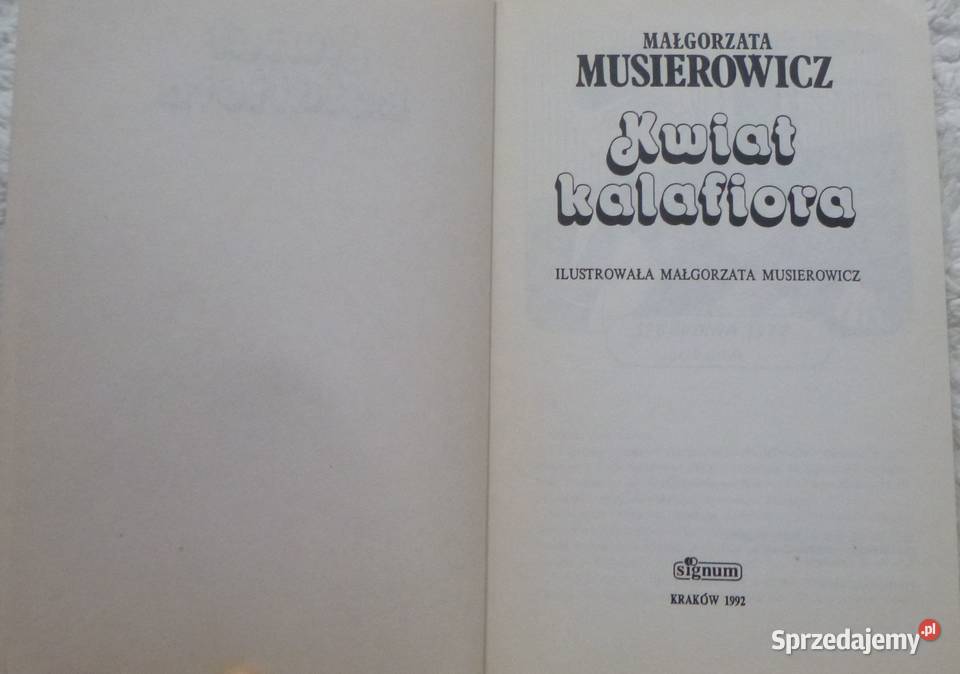 MAŁGORZATA
MUSIEROWICZ
Kwiat
kalafiora
ILUSTROWAŁA MAŁGORZATA MUSIEROWICZ
signum
KRAKÓW 1992
Sprzedajemy.pl